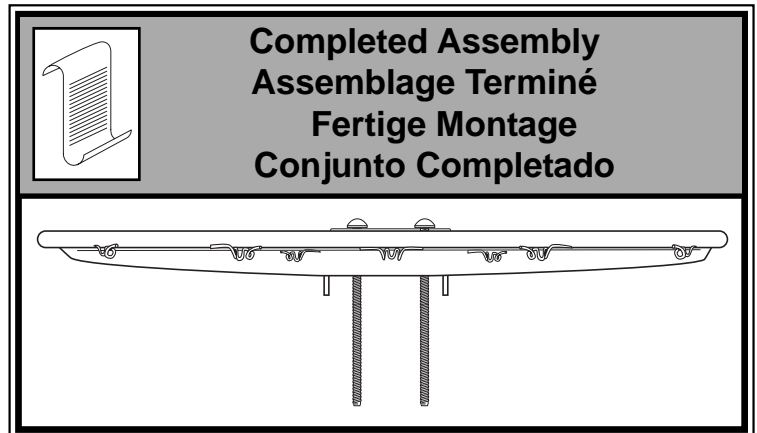 Completed Assembly
Assemblage Terminé
Fertige Montage
Conjunto Completado